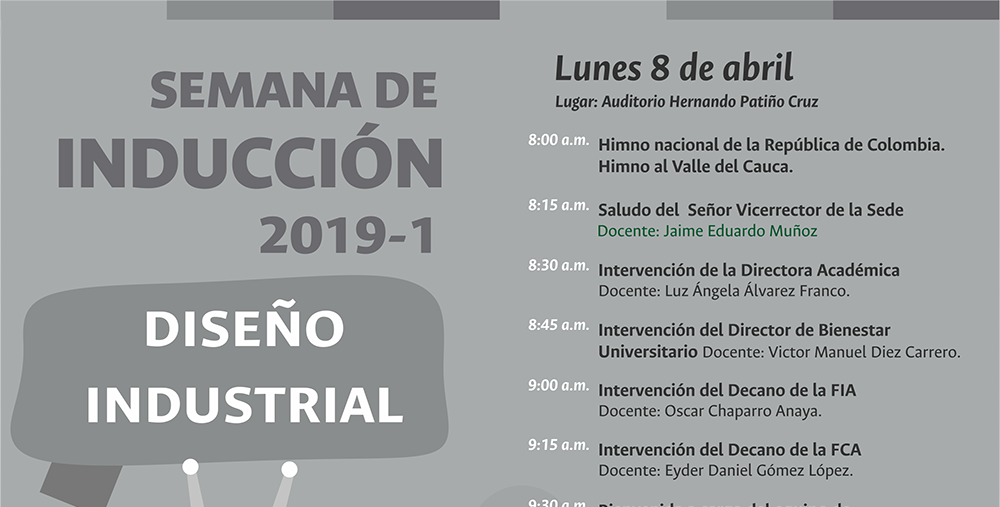 SEMANA DE
INDUCCIÓN
2019-1
DISEÑO
INDUSTRIAL
Lunes 8 de abril
Lugar: Auditorio Hernando Patiño Cruz
8:00 a.m. Himno nacional de la República de Colombia.
Himno al Valle del Cauca.
8:15 a.m. Saludo del Señor Vicerrector de la Sede
Docente: Jaime Eduardo Muñoz
8:30 a.m. Intervención de la Directora Académica
Docente: Luz Ángela Álvarez Franco.
8:45 a.m. Intervención del Director de Bienestar
Universitario Docente: Victor Manuel Diez Carrero.
9:00 a.m. Intervención del Decano de la FIA
Docente: Oscar Chaparro Anaya.
9:15 a.m. Intervención del Decano de la FCA
Docente: Eyder Daniel Gómez López.
9:30 a.m.